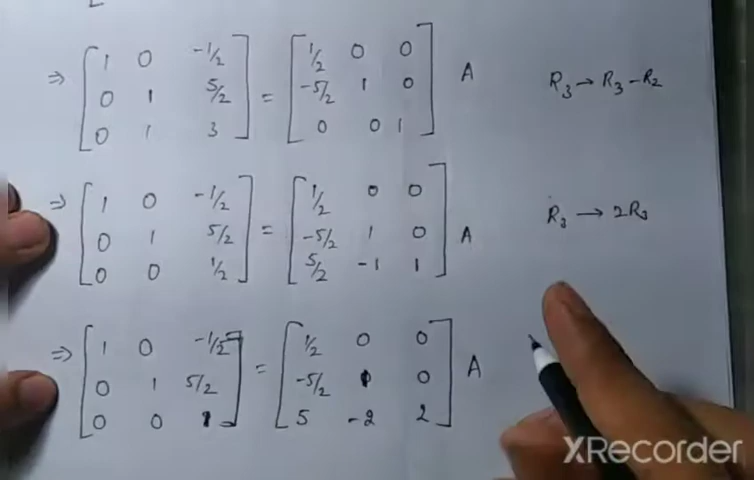 ⇒ [ 1 0 -1/2 ] [ 1/2 0 0 ]
[ 0 1 5/2 ] = [ -5/2 1 0 ] A R₃ → R₃ - R₂
[ 0 1 3 ] [ 0 0 1 ]
⇒ [ 1 0 -1/2 ] [ 1/2 0 0 ]
[ 0 1 5/2 ] = [ -5/2 1 0 ] A R₃ → 2R₃
[ 0 0 1/2 ] [ 5/2 -1 1 ]
⇒ [ 1 0 -1/2 ] [ 1/2 0 0 ]
[ 0 1 5/2 ] = [ -5/2 1 0 ] A
[ 0 0 1 ] [ 5 -2 2 ]
XRecorder